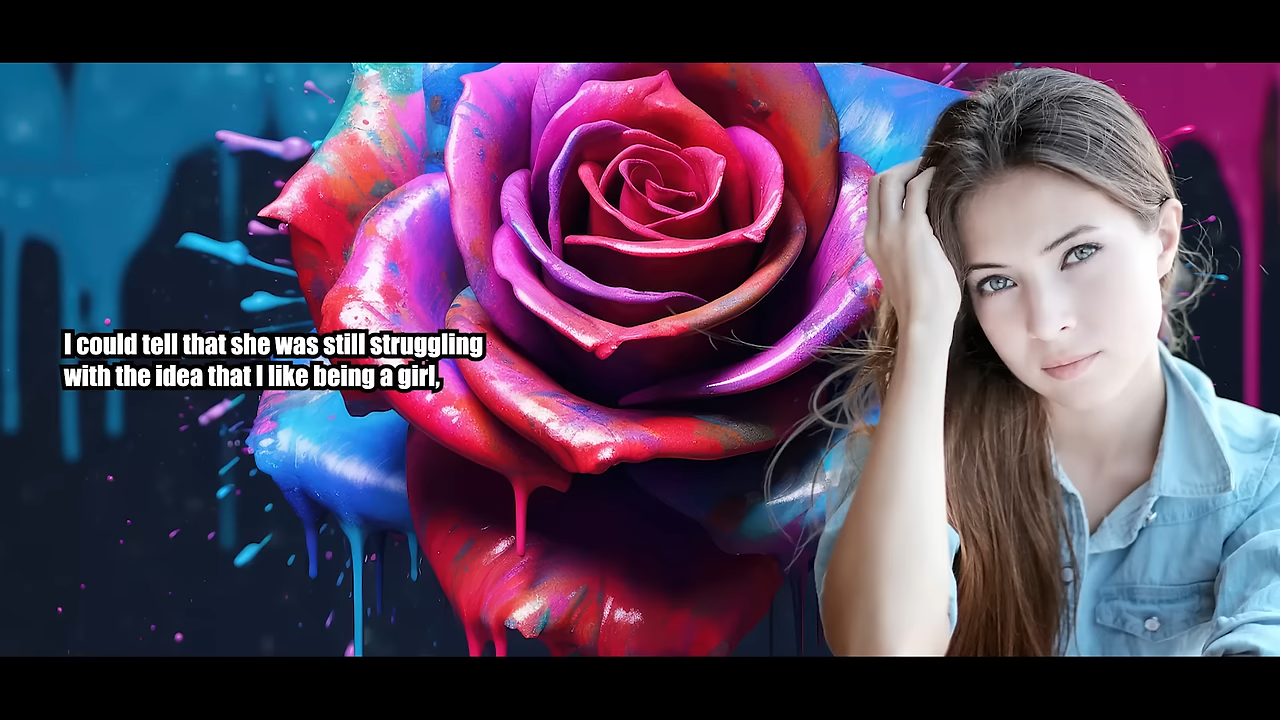 I could tell that she was still struggling
with the idea that I like being a girl,